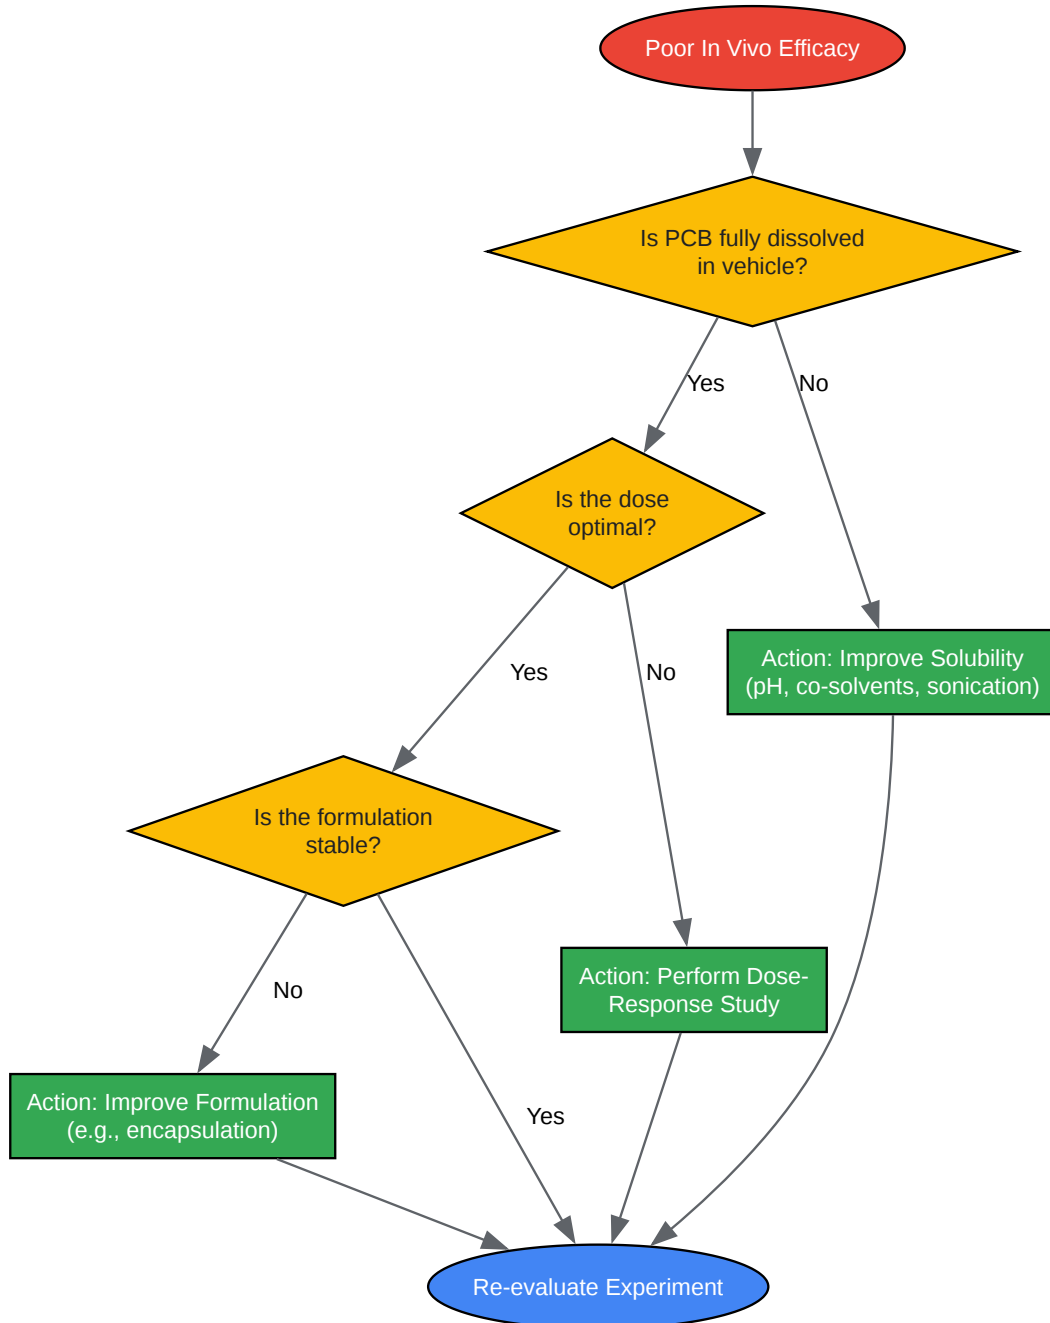 Poor In Vivo Efficacy
Is PCB fully dissolved
in vehicle?
Yes
No
Is the dose
optimal?
Yes
No
Action: Improve Solubility
(pH, co-solvents, sonication)
Is the formulation
stable?
No
Action: Perform Dose-
Response Study
Action: Improve Formulation
(e.g., encapsulation)
Yes
Re-evaluate Experiment